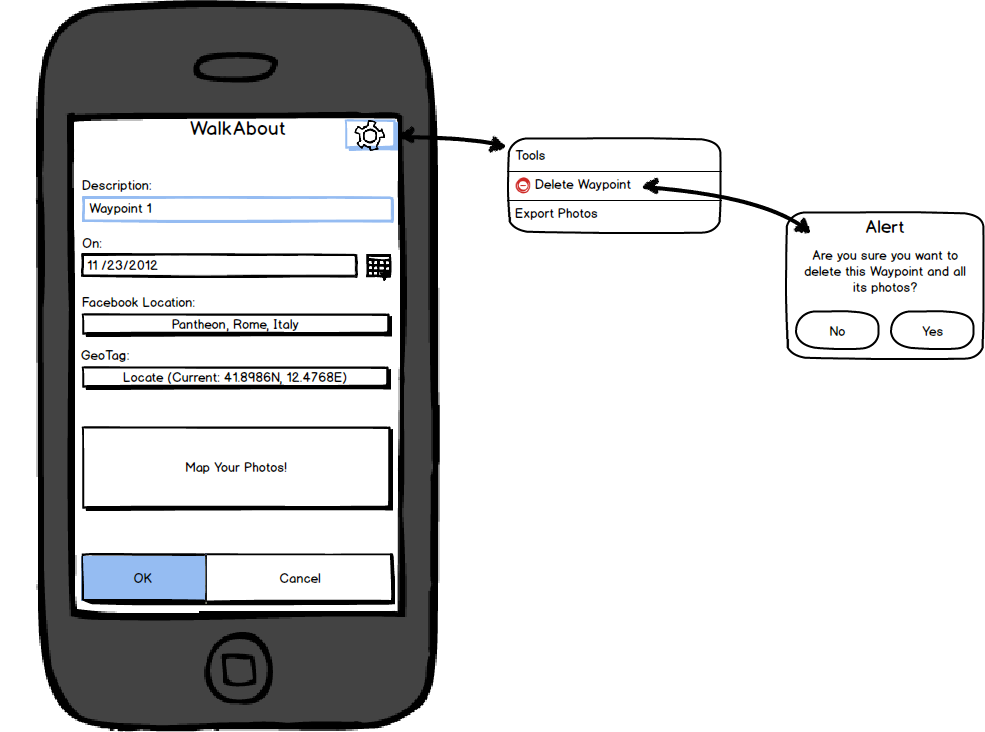 WalkAbout
Description:
Waypoint 1
On:
11 /23/2012
Facebook Location:
Pantheon, Rome, Italy
GeoTag:
Locate (Current: 41.8986N, 12.4768E)
Map Your Photos!
OK
Cancel
Tools
Delete Waypoint
Export Photos
Alert
Are you sure you want to
delete this Waypoint and all
its photos?
No
Yes